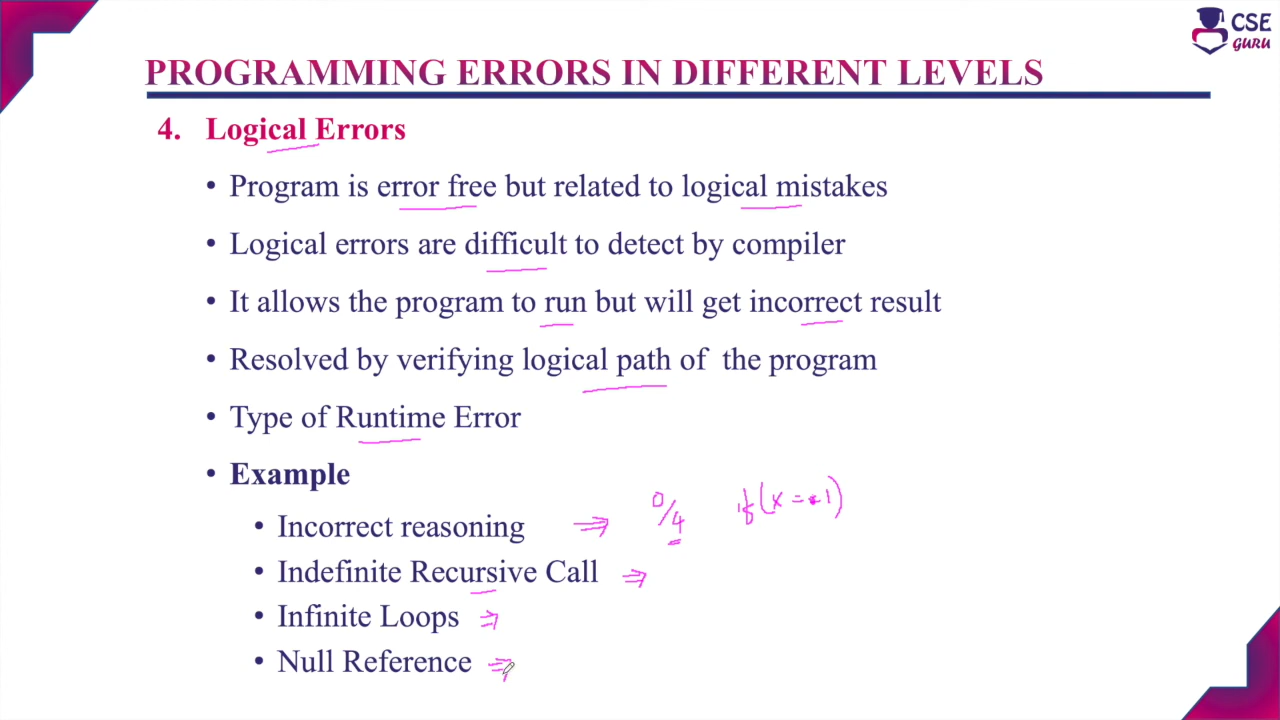 CSE
GURU
PROGRAMMING ERRORS IN DIFFERENT LEVELS
4. Logical Errors
• Program is error free but related to logical mistakes
• Logical errors are difficult to detect by compiler
• It allows the program to run but will get incorrect result
• Resolved by verifying logical path of the program
• Type of Runtime Error
• Example
• Incorrect reasoning ⇒ 0/4 if(x=
• Indefinite Recursive Call ⇒
• Infinite Loops ⇒
• Null Reference ⇒